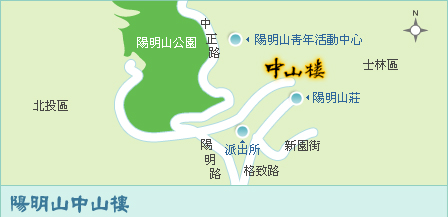 中正路
陽明山公園
陽明山青年活動中心
中山樓
士林區
陽明山莊
北投區
陽明路
派出所
新園街
格致路
N
陽明山中山樓